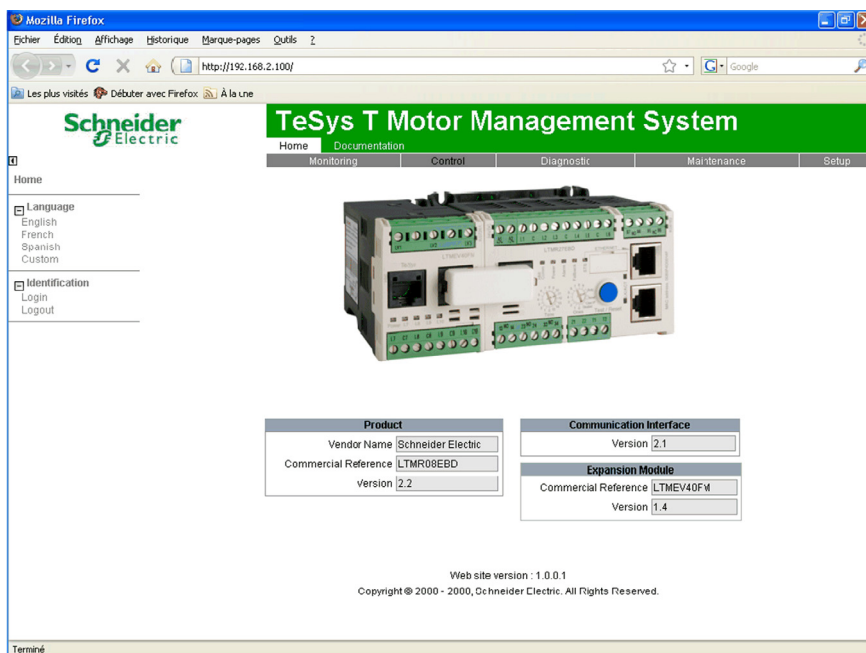 Mozilla Firefox
Fichier Édition Affichage Historique Marque-pages Outils ?
http://192.168.2.100/
Google
Les plus visités Débuter avec Firefox À la une
Schneider
Electric
TeSys T Motor Management System
Home Documentation
Monitoring Control Diagnostic Maintenance Setup
Home
Language
English
French
Spanish
Custom
Identification
Login
Logout
TeSys
Product
Vendor Name Schneider Electric
Commercial Reference LTMR08EBD
Version 2.2
Communication Interface
Version 2.1
Expansion Module
Commercial Reference LTMEV40FM
Version 1.4
Web site version : 1.0.0.1
Copyright © 2000 - 2000, Schneider Electric. All Rights Reserved.
Terminé